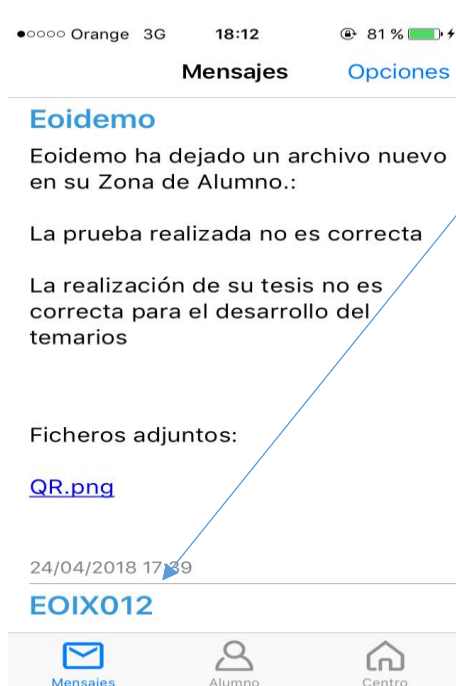 Orange 3G 18:12 81 %
Mensajes Opciones
Eoidemo
Eoidemo ha dejado un archivo nuevo
en su Zona de Alumno.:
La prueba realizada no es correcta
La realización de su tesis no es
correcta para el desarrollo del
temarios
Ficheros adjuntos:
QR.png
24/04/2018 17:39
EOIX012
Mensajes Alumno Centro